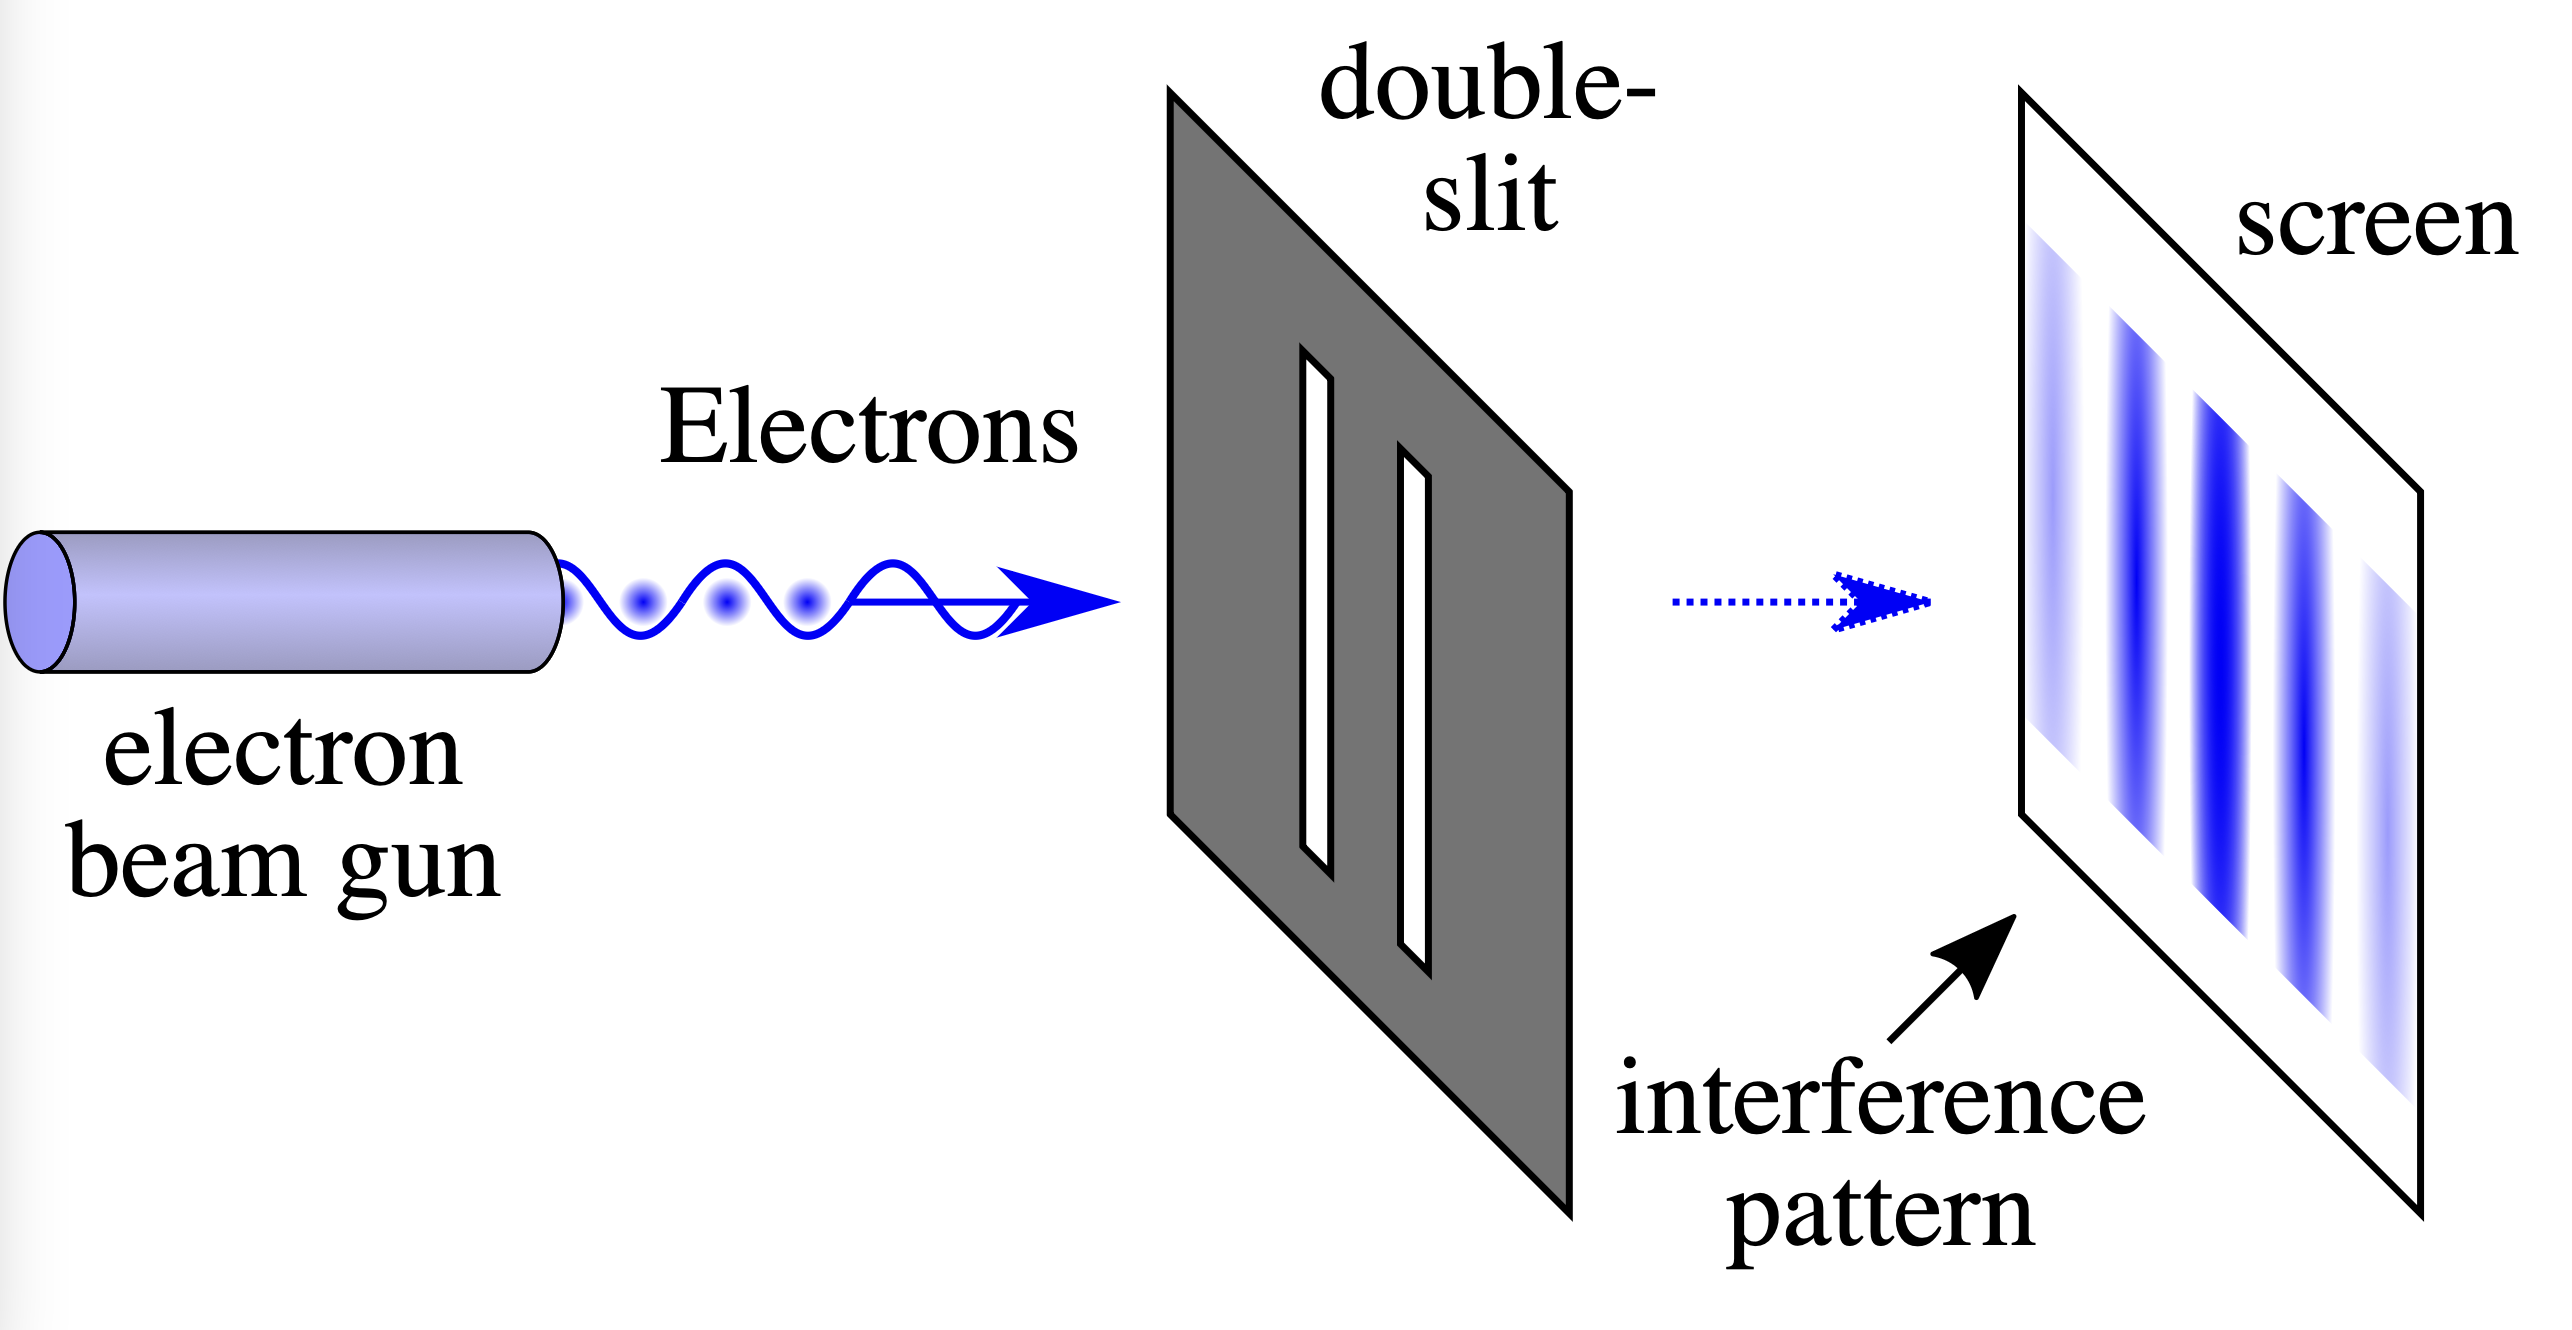 double-
slit
screen
Electrons
electron
beam gun
interference
pattern